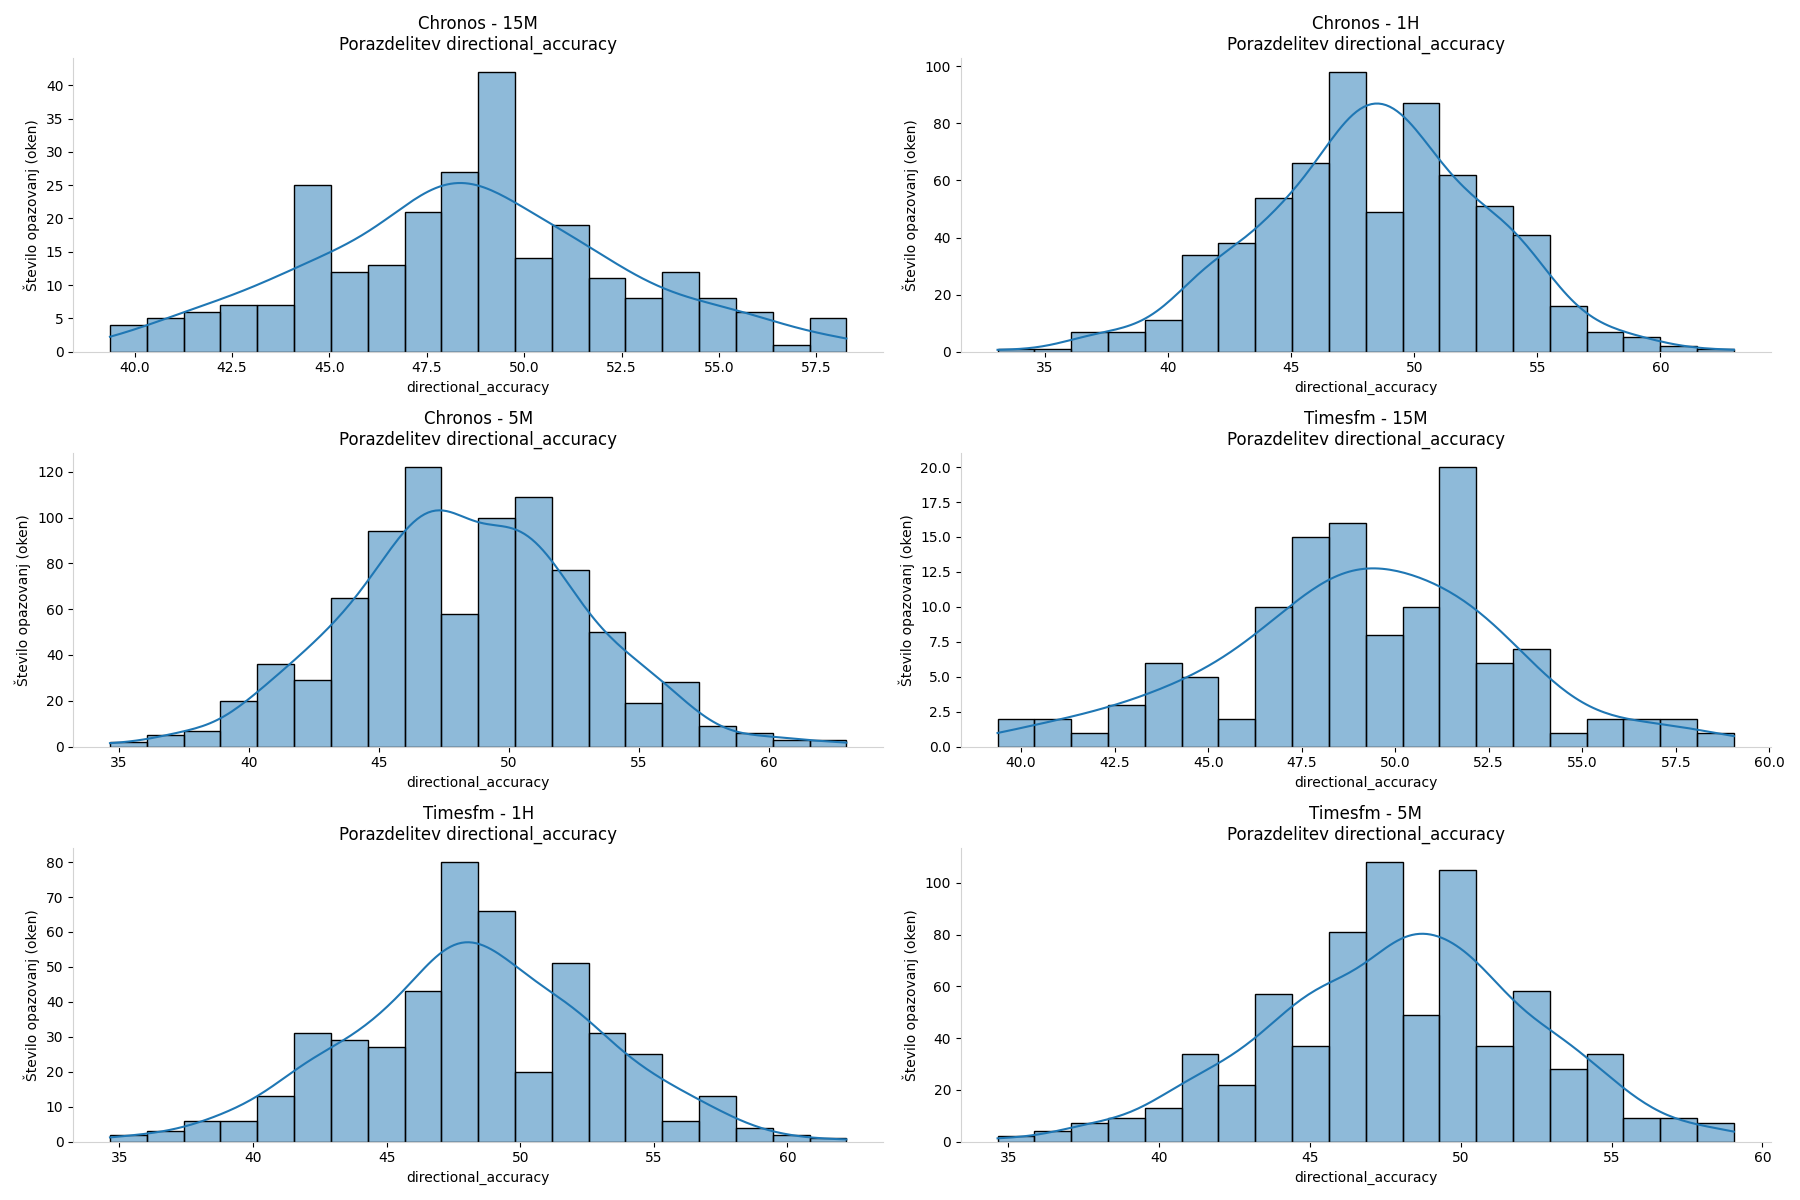 Chronos - 15M
Porazdelitev directional_accuracy
Število opazovanj (oken)
40
35
30
25
20
15
10
5
0
40.0 42.5 45.0 47.5 50.0 52.5 55.0 57.5
directional_accuracy
Chronos - 1H
Porazdelitev directional_accuracy
Število opazovanj (oken)
100
80
60
40
20
0
35 40 45 50 55 60
directional_accuracy
Chronos - 5M
Porazdelitev directional_accuracy
Število opazovanj (oken)
120
100
80
60
40
20
0
35 40 45 50 55 60
directional_accuracy
Timesfm - 15M
Porazdelitev directional_accuracy
Število opazovanj (oken)
20.0
17.5
15.0
12.5
10.0
7.5
5.0
2.5
0.0
40.0 42.5 45.0 47.5 50.0 52.5 55.0 57.5 60.0
directional_accuracy
Timesfm - 1H
Porazdelitev directional_accuracy
Število opazovanj (oken)
80
70
60
50
40
30
20
10
0
35 40 45 50 55 60
directional_accuracy
Timesfm - 5M
Porazdelitev directional_accuracy
Število opazovanj (oken)
100
80
60
40
20
0
35 40 45 50 55 60
directional_accuracy